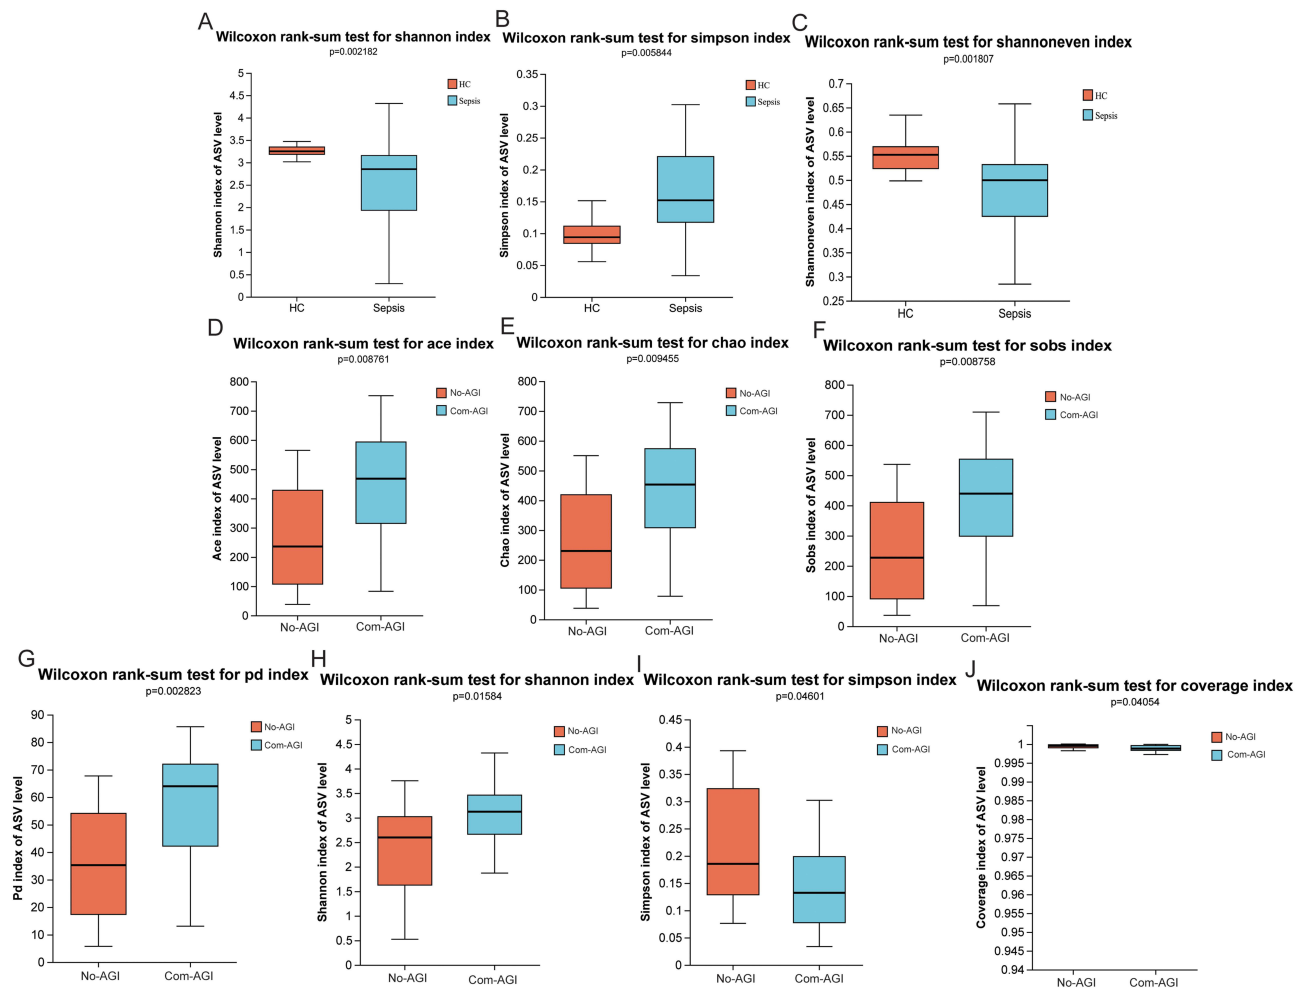 A
Wilcoxon rank-sum test for shannon index
p=0.002182
Shannon index of ASV level
5
4.5
4
3.5
3
2.5
2
1.5
1
0.5
0
HC
Sepsis
HC
Sepsis
B
Wilcoxon rank-sum test for simpson index
p=0.005844
Simpson index of ASV level
0.35
0.3
0.25
0.2
0.15
0.1
0.05
0
HC
Sepsis
HC
Sepsis
C
Wilcoxon rank-sum test for shannoneven index
p=0.001807
Shannoneven index of ASV level
0.7
0.65
0.6
0.55
0.5
0.45
0.4
0.35
0.3
0.25
HC
Sepsis
HC
Sepsis
D
Wilcoxon rank-sum test for ace index
p=0.008761
Ace index of ASV level
800
700
600
500
400
300
200
100
0
No-AGI
Com-AGI
No-AGI
Com-AGI
E
Wilcoxon rank-sum test for chao index
p=0.009455
Chao index of ASV level
800
700
600
500
400
300
200
100
0
No-AGI
Com-AGI
No-AGI
Com-AGI
F
Wilcoxon rank-sum test for sobs index
p=0.008758
Sobs index of ASV level
800
700
600
500
400
300
200
100
0
No-AGI
Com-AGI
No-AGI
Com-AGI
G
Wilcoxon rank-sum test for pd index
p=0.002823
Pd index of ASV level
90
80
70
60
50
40
30
20
10
0
No-AGI
Com-AGI
No-AGI
Com-AGI
H
Wilcoxon rank-sum test for shannon index
p=0.01584
Shannon index of ASV level
5
4.5
4
3.5
3
2.5
2
1.5
1
0.5
0
No-AGI
Com-AGI
No-AGI
Com-AGI
I
Wilcoxon rank-sum test for simpson index
p=0.04601
Simpson index of ASV level
0.45
0.4
0.35
0.3
0.25
0.2
0.15
0.1
0.05
0
No-AGI
Com-AGI
No-AGI
Com-AGI
J
Wilcoxon rank-sum test for coverage index
p=0.04054
Coverage index of ASV level
1
0.995
0.99
0.985
0.98
0.975
0.97
0.965
0.96
0.955
0.95
0.945
0.94
No-AGI
Com-AGI
No-AGI
Com-AGI